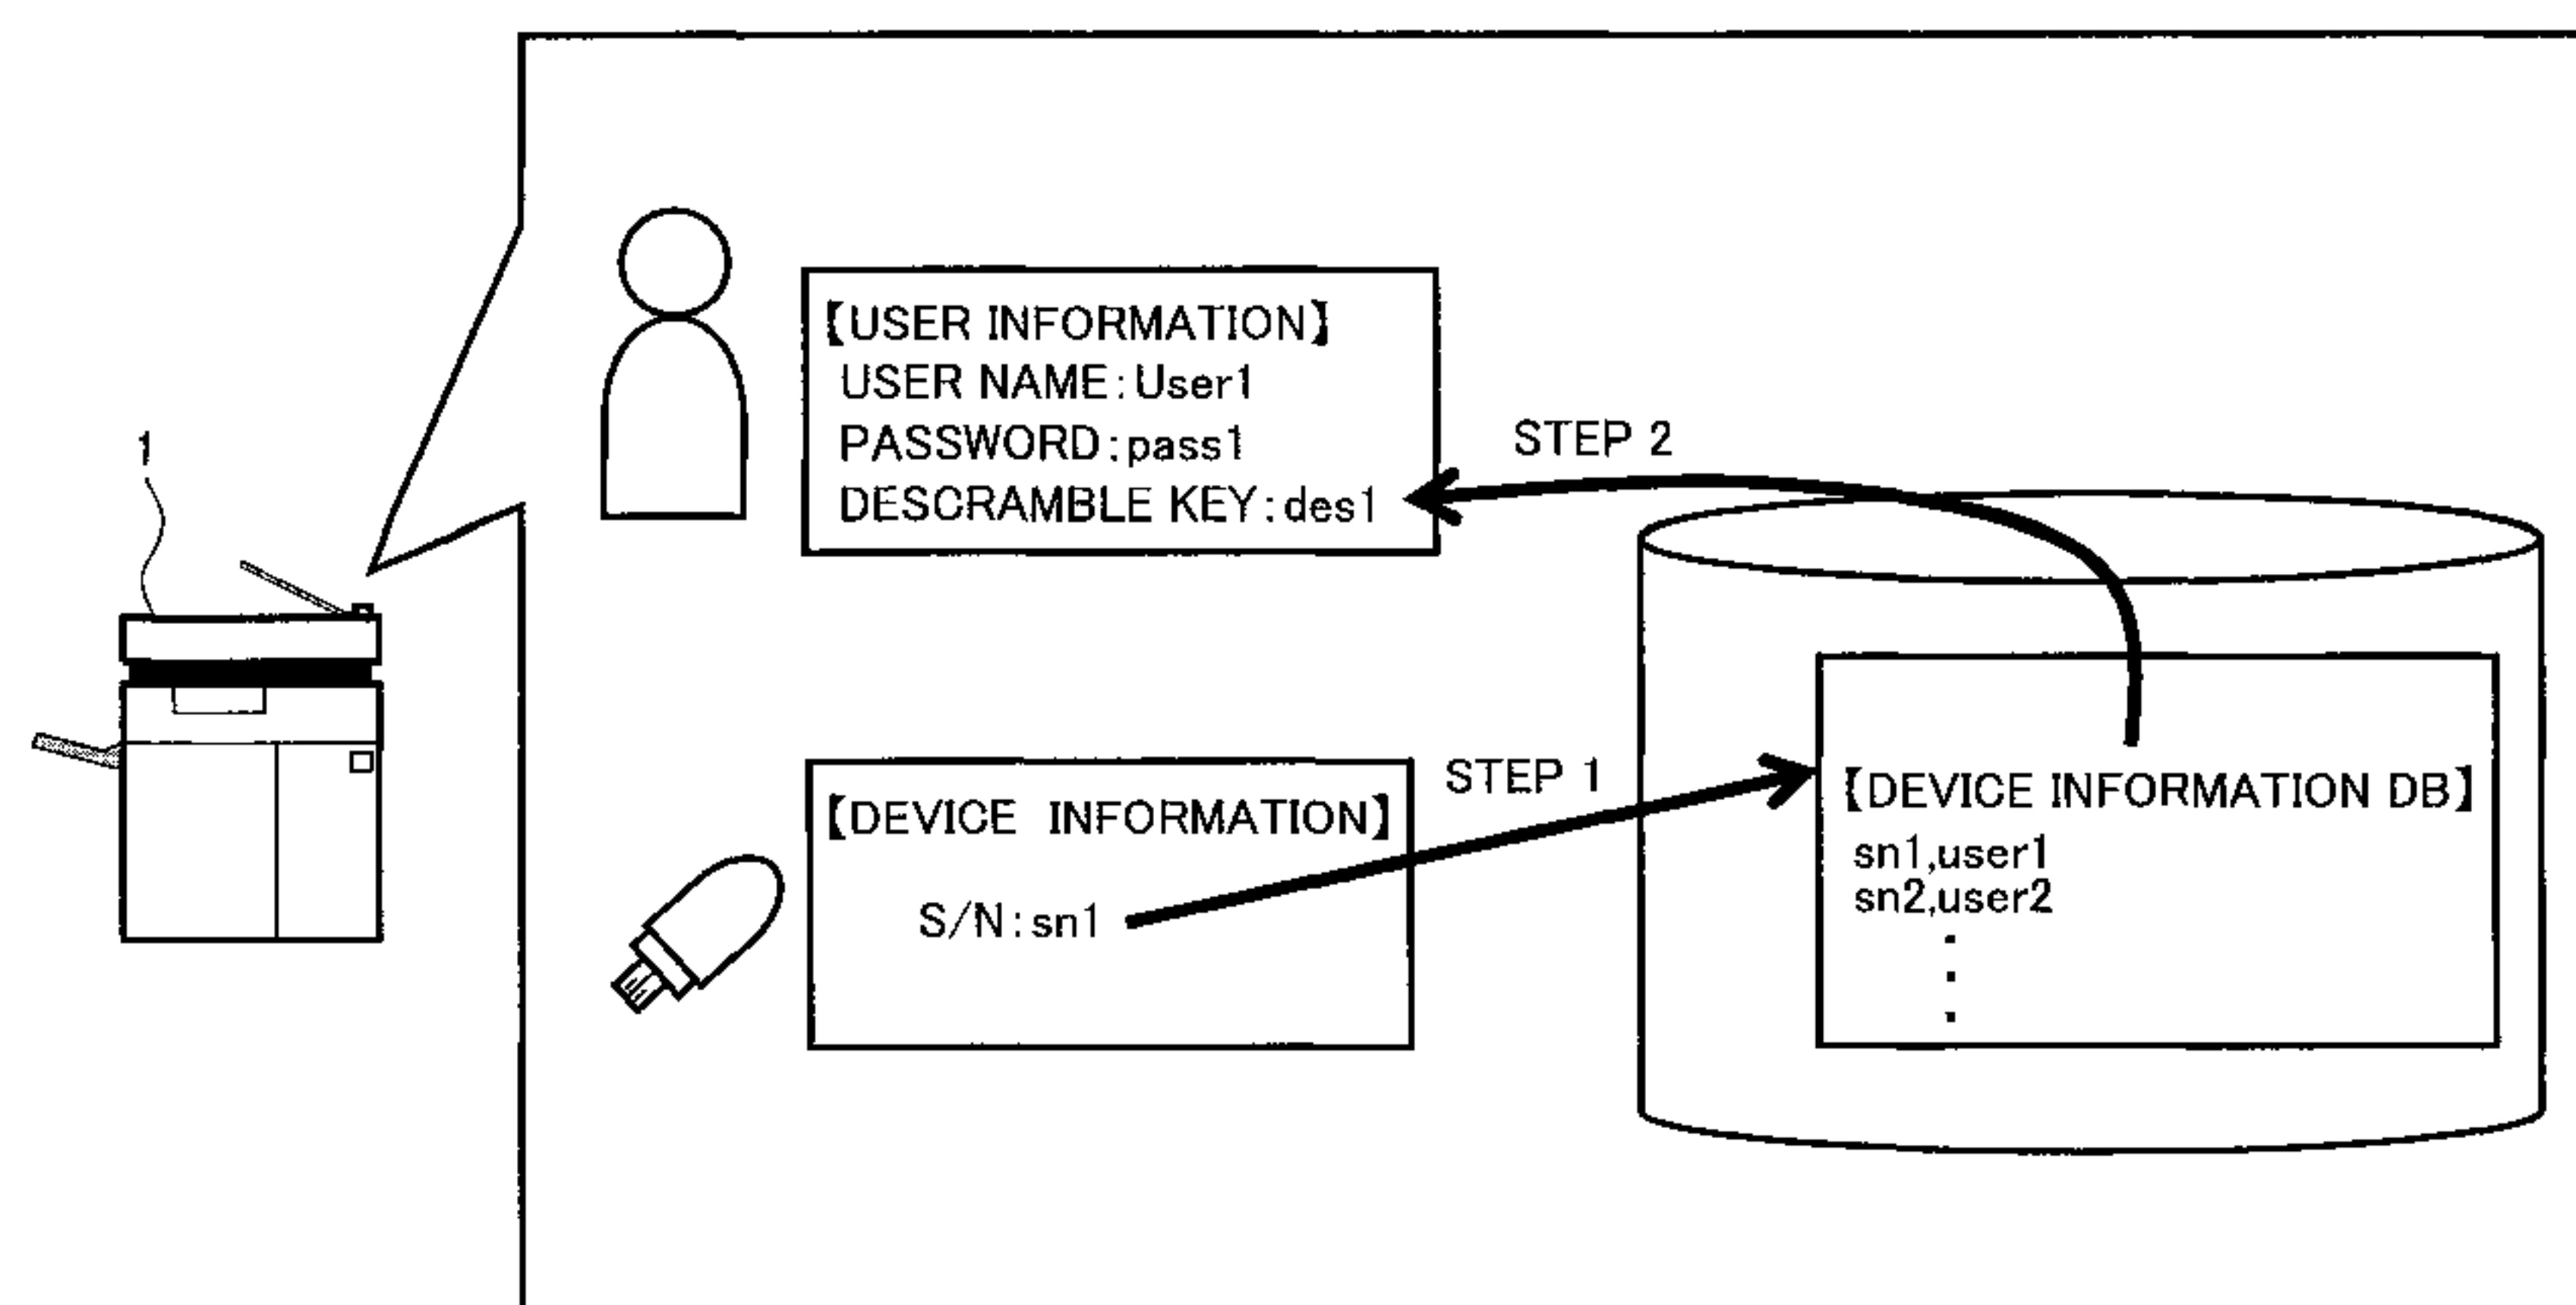 1
【USER INFORMATION】
USER NAME:User1
PASSWORD:pass1
DESCRAMBLE KEY:des1
STEP 2
【DEVICE INFORMATION】
S/N:sn1
STEP 1
【DEVICE INFORMATION DB】
sn1,user1
sn2,user2